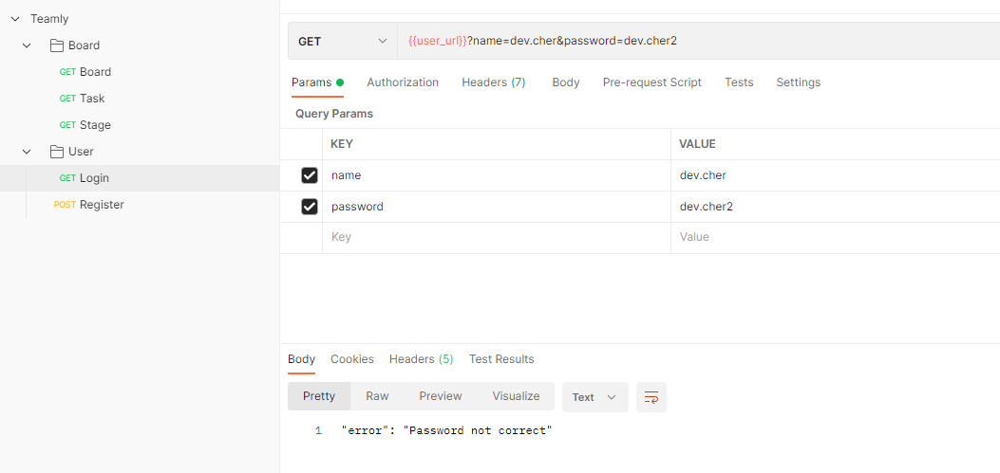 Teamly
Board
GET Board
GET Task
GET Stage
User
GET Login
POST Register
GET {{user_url}}?name=dev.cher&password=dev.cher2
Params Authorization Headers (7) Body Pre-request Script Tests Settings
Query Params
KEY VALUE
name dev.cher
password dev.cher2
Key Value
Body Cookies Headers (5) Test Results
Pretty Raw Preview Visualize Text
1 "error": "Password not correct"